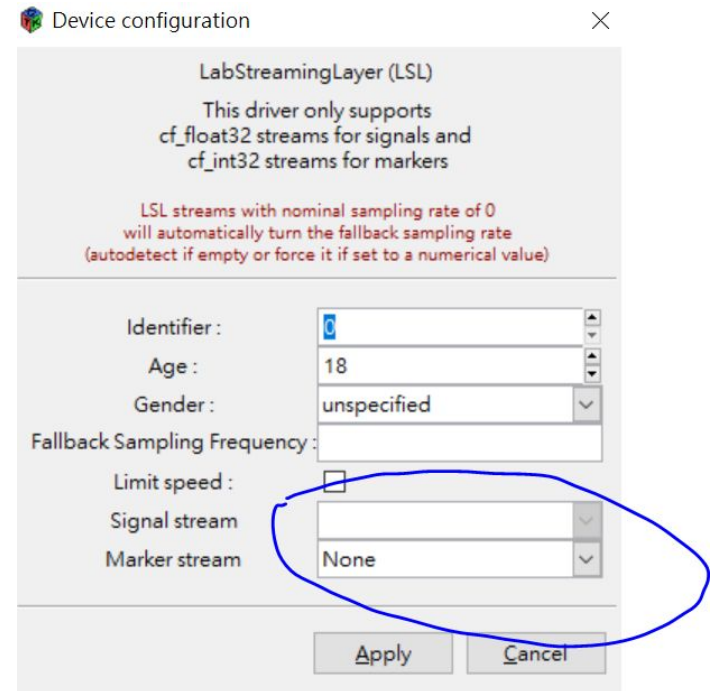 Device configuration
LabStreamingLayer (LSL)
This driver only supports
cf_float32 streams for signals and
cf_int32 streams for markers
LSL streams with nominal sampling rate of 0
will automatically turn the fallback sampling rate
(autodetect if empty or force it if set to a numerical value)
Identifier : 0
Age : 18
Gender : unspecified
Fallback Sampling Frequency :
Limit speed :
Signal stream
Marker stream None
Apply Cancel